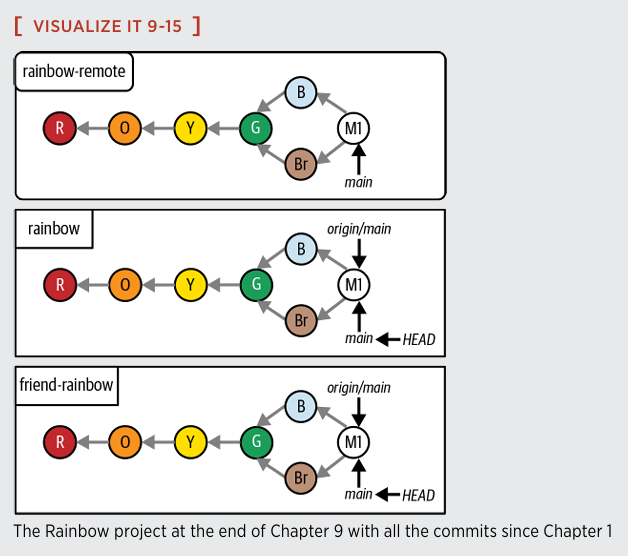 [ VISUALIZE IT 9-15 ]
rainbow-remote
B
R O Y G M1
Br
main
rainbow
origin/main
B
R O Y G M1
Br
main HEAD
friend-rainbow
origin/main
B
R O Y G M1
Br
main HEAD
The Rainbow project at the end of Chapter 9 with all the commits since Chapter 1